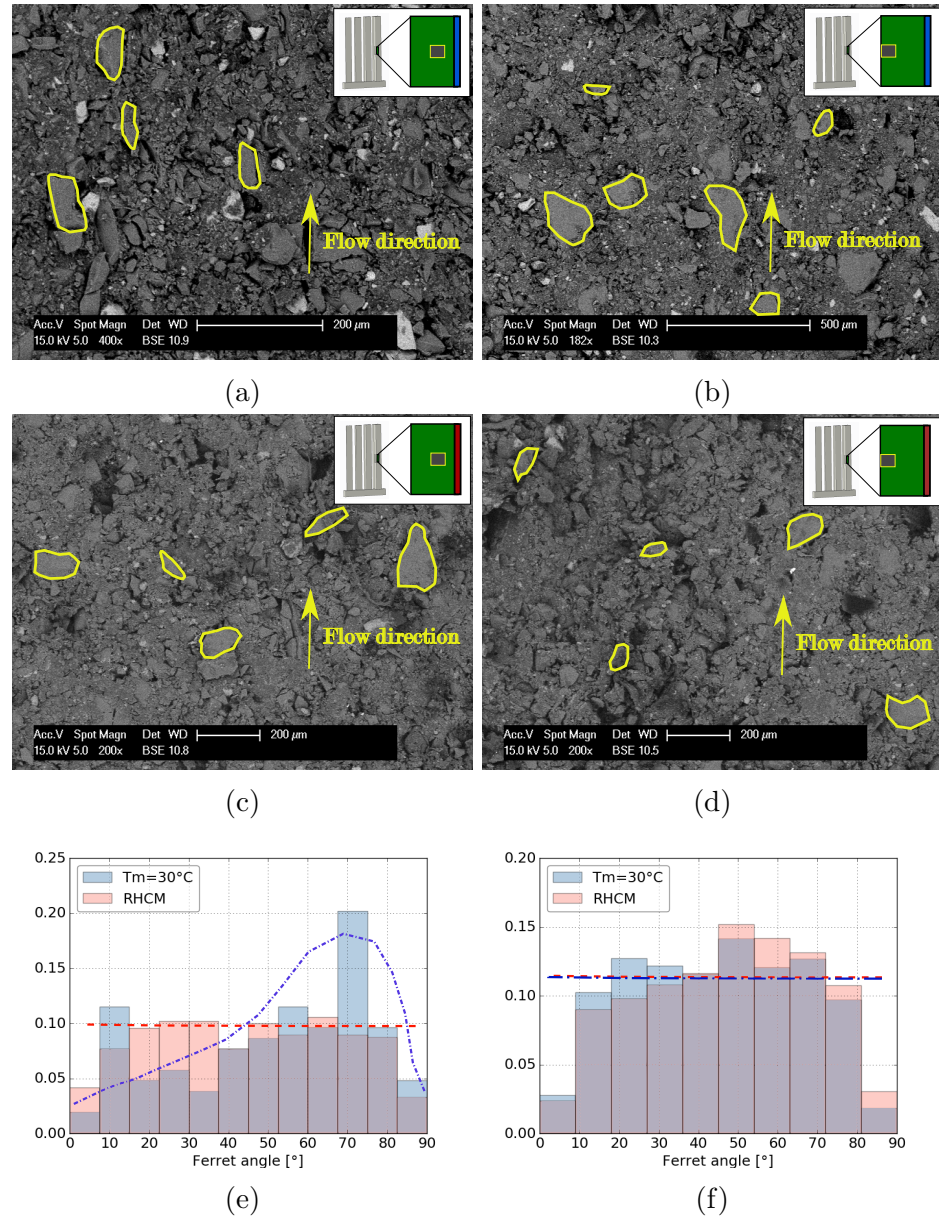 Flow direction
Acc.V Spot Magn Det WD 200 µm
15.0 kV 5.0 400x BSE 10.9
(a)
Flow direction
Acc.V Spot Magn Det WD 500 µm
15.0 kV 5.0 182x BSE 10.3
(b)
Flow direction
Acc.V Spot Magn Det WD 200 µm
15.0 kV 5.0 200x BSE 10.8
(c)
Flow direction
Acc.V Spot Magn Det WD 200 µm
15.0 kV 5.0 200x BSE 10.5
(d)
0.25
0.20
0.15
0.10
0.05
0.00
Tm=30°C
RHCM
0 10 20 30 40 50 60 70 80 90
Ferret angle [°]
(e)
0.20
0.15
0.10
0.05
0.00
Tm=30°C
RHCM
0 10 20 30 40 50 60 70 80 90
Ferret angle [°]
(f)